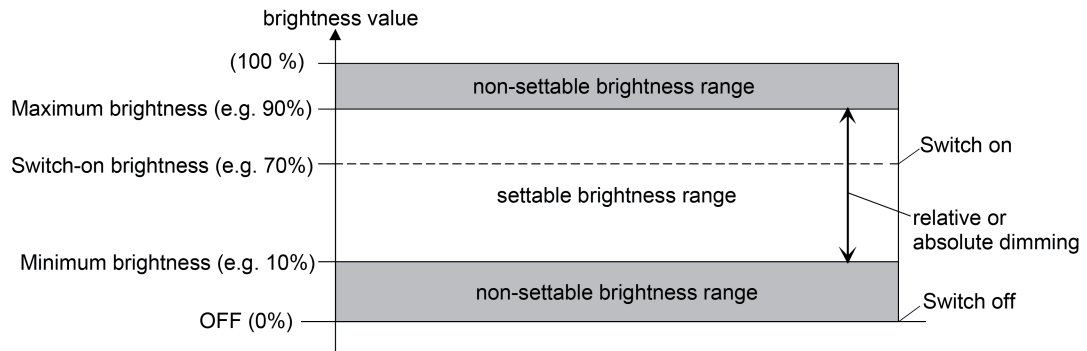 brightness value
(100 %)
non-settable brightness range
Maximum brightness (e.g. 90%)
Switch on
Switch-on brightness (e.g. 70%)
settable brightness range
relative or
absolute dimming
Minimum brightness (e.g. 10%)
non-settable brightness range
Switch off
OFF (0%)